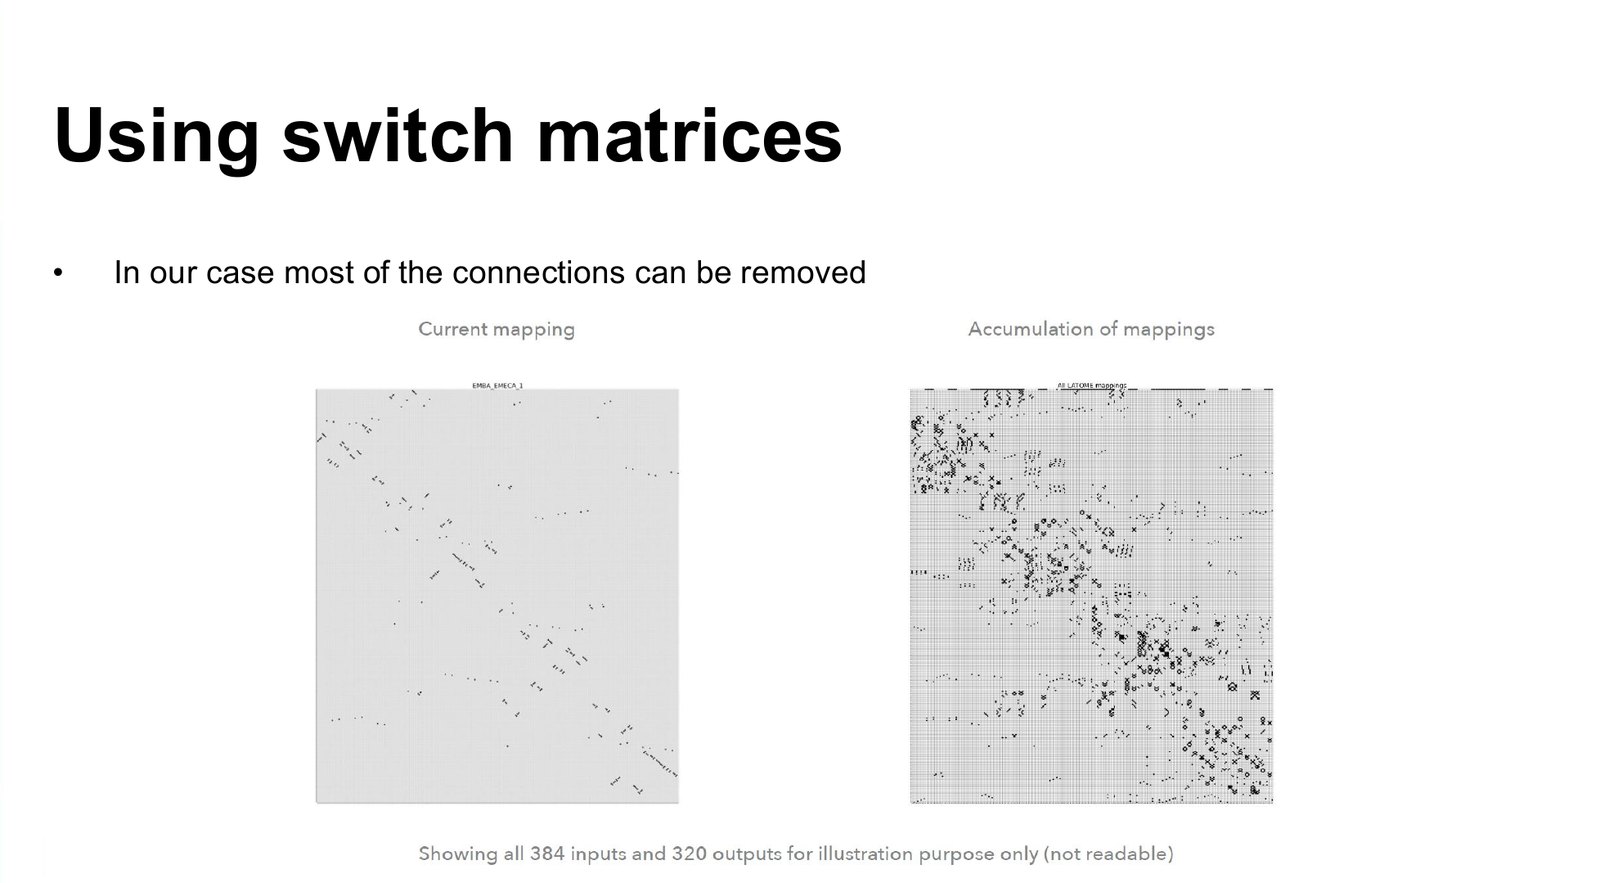 Using switch matrices
• In our case most of the connections can be removed
Current mapping
Accumulation of mappings
EMBA_EMECA_1
All LATOME mappings
Showing all 384 inputs and 320 outputs for illustration purpose only (not readable)